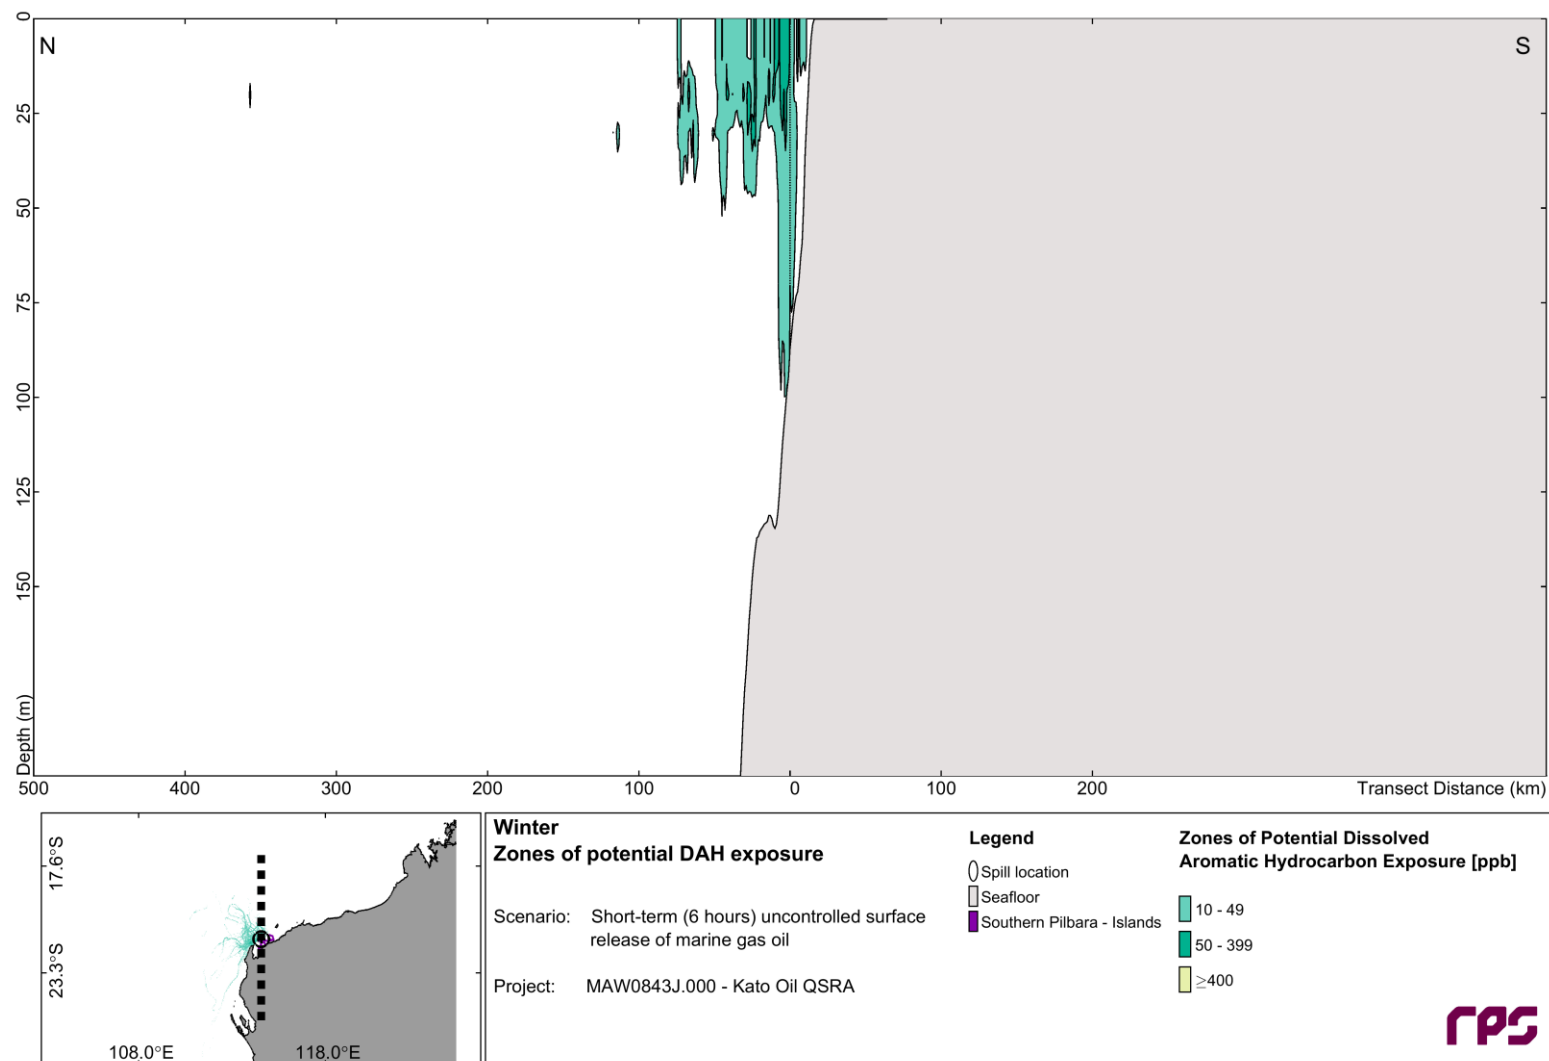 N
S
0
25
50
75
100
125
150
Depth (m)
500
400
300
200
100
0
100
200
Transect Distance (km)
17.6°S
23.3°S
108.0°E
118.0°E
Winter
Zones of potential DAH exposure
Scenario: Short-term (6 hours) uncontrolled surface
release of marine gas oil
Project: MAW0843J.000 - Kato Oil QSRA
Legend
Spill location
Seafloor
Southern Pilbara - Islands
Zones of Potential Dissolved
Aromatic Hydrocarbon Exposure [ppb]
10 - 49
50 - 399
≥400
rps